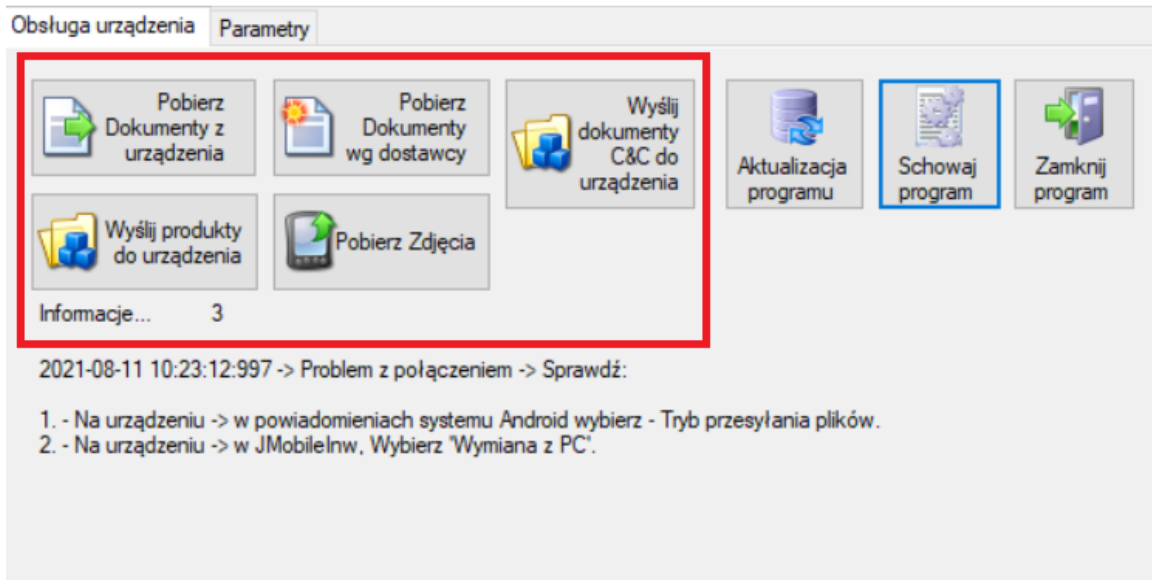 Obsługa urządzenia
Parametry
Pobierz
Dokumenty z
urządzenia
Pobierz
Dokumenty
wg dostawcy
Wyślij
dokumenty
C&C do
urządzenia
Aktualizacja
programu
Schowaj
program
Zamknij
program
Wyślij produkty
do urządzenia
Pobierz Zdjęcia
Informacje... 3
2021-08-11 10:23:12:997 -> Problem z połączeniem -> Sprawdź:
1. - Na urządzeniu -> w powiadomieniach systemu Android wybierz - Tryb przesyłania plików.
2. - Na urządzeniu -> w JMobileInw, Wybierz 'Wymiana z PC'.